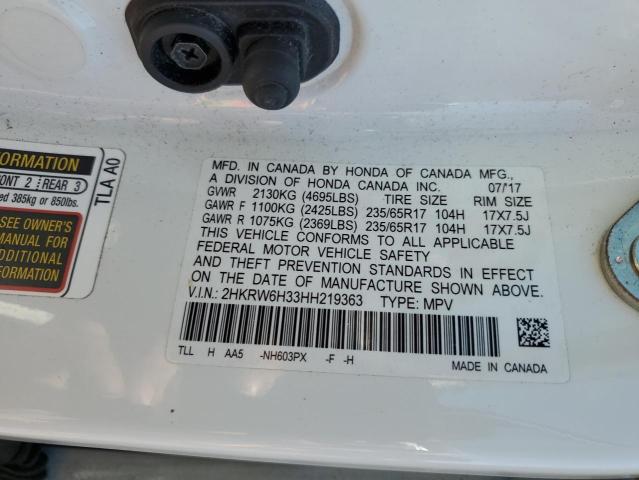 ORMATION
ONT 2 REAR 3
ed 385kg or 850lbs.
SEE OWNER'S
MANUAL FOR
ADDITIONAL
FORMATION
TLA A0
MFD. IN CANADA BY HONDA OF CANADA MFG.,
A DIVISION OF HONDA CANADA INC. 07/17
GVWR 2130KG (4695LBS) TIRE SIZE RIM SIZE
GAWR F 1100KG (2425LBS) 235/65R17 104H 17X7.5J
GAWR R 1075KG (2369LBS) 235/65R17 104H 17X7.5J
THIS VEHICLE CONFORMS TO ALL APPLICABLE
FEDERAL MOTOR VEHICLE SAFETY
AND THEFT PREVENTION STANDARDS IN EFFECT
ON THE DATE OF MANUFACTURE SHOWN ABOVE.
V.I.N.: 2HKRW6H33HH219363 TYPE: MPV
TLL H AA5 -NH603PX -F -H
MADE IN CANADA